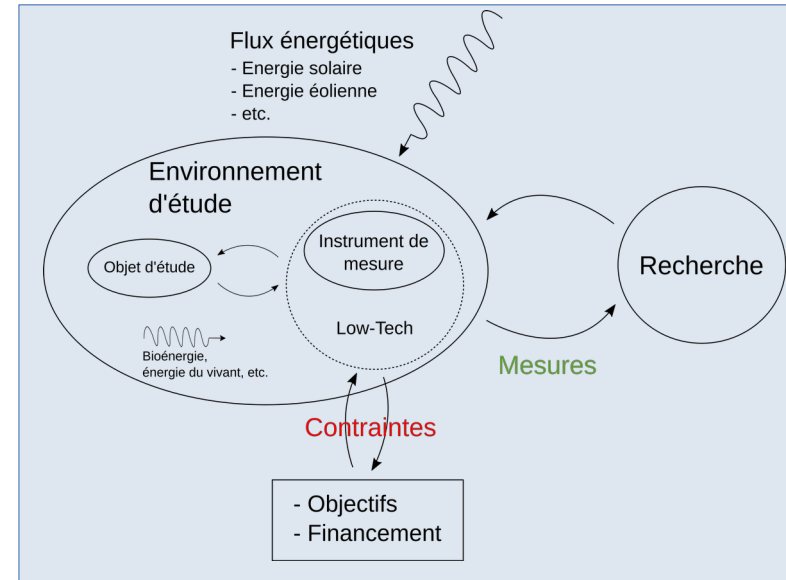 Flux énergétiques
- Energie solaire
- Energie éolienne
- etc.
Environnement
d'étude
Instrument de
mesure
Objet d'étude
Recherche
Low-Tech
Bioénergie,
énergie du vivant, etc.
Mesures
Contraintes
- Objectifs
- Financement